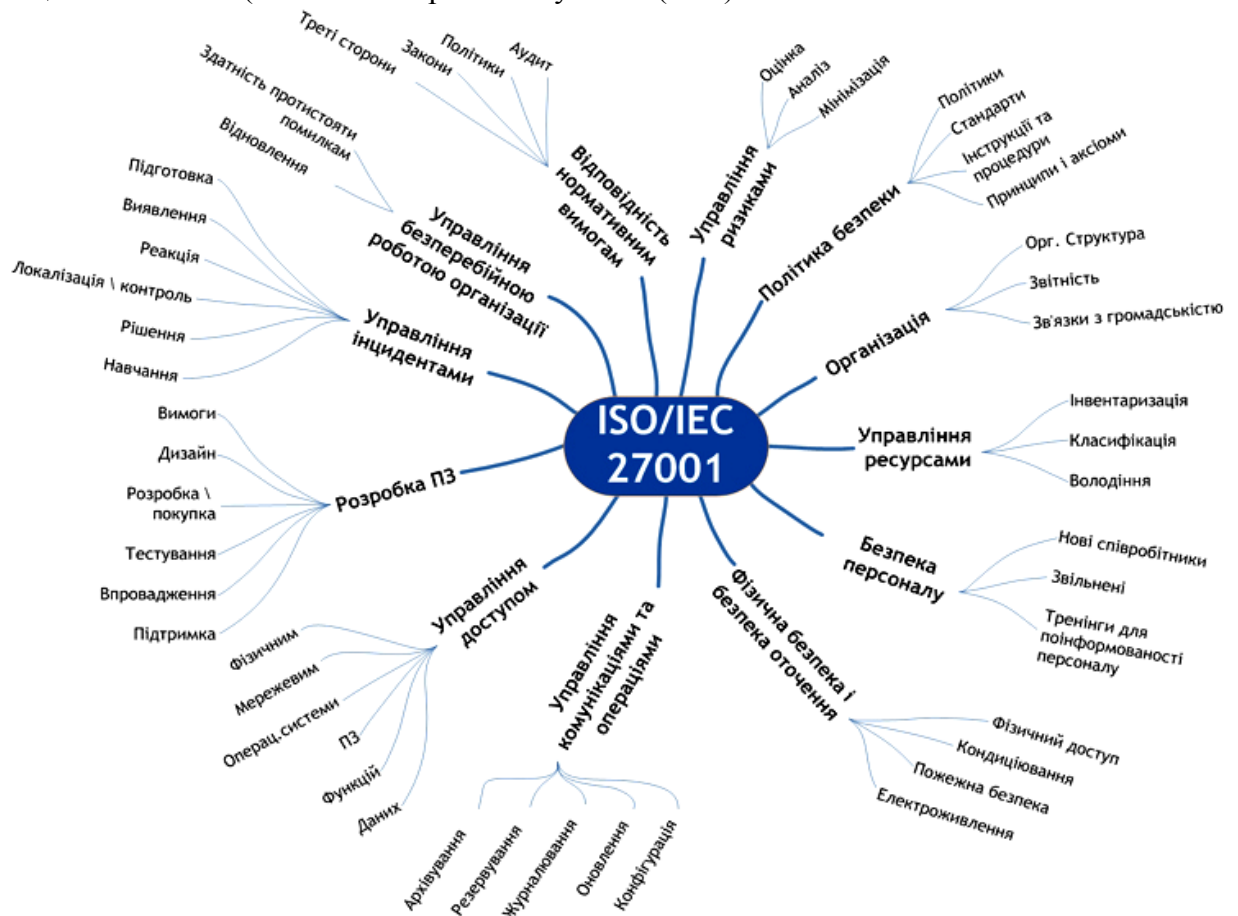 ISO/IEC
27001
Управління
ризиками
Оцінка
Аналіз
Мінімізація
Політика безпеки
Політики
Стандарти
Інструкції та
процедури
Принципи і аксіоми
Організація
Орг. Структура
Звітність
Зв'язки з громадськістю
Управління
ресурсами
Інвентаризація
Класифікація
Володіння
Безпека
персоналу
Нові співробітники
Звільнені
Тренінги для
поінформованості
персоналу
Фізична безпека і
безпека оточення
Фізичний доступ
Кондиціювання
Пожежна безпека
Електроживлення
Управління
комунікаціями та
операціями
Архівування
Резервування
Журналювання
Оновлення
Конфігурація
Управління
доступом
Фізичним
Мережевим
Операц.системи
ПЗ
Функцій
Даних
Розробка ПЗ
Вимоги
Дизайн
Розробка \
покупка
Тестування
Впровадження
Підтримка
Управління
інцидентами
Підготовка
Виявлення
Реакція
Локалізація \ контроль
Рішення
Навчання
Управління
безперебійною
роботою організації
Здатність протистояти
помилкам
Відновлення
Відповідність
нормативним
вимогам
Треті сторони
Закони
Політики
Аудит